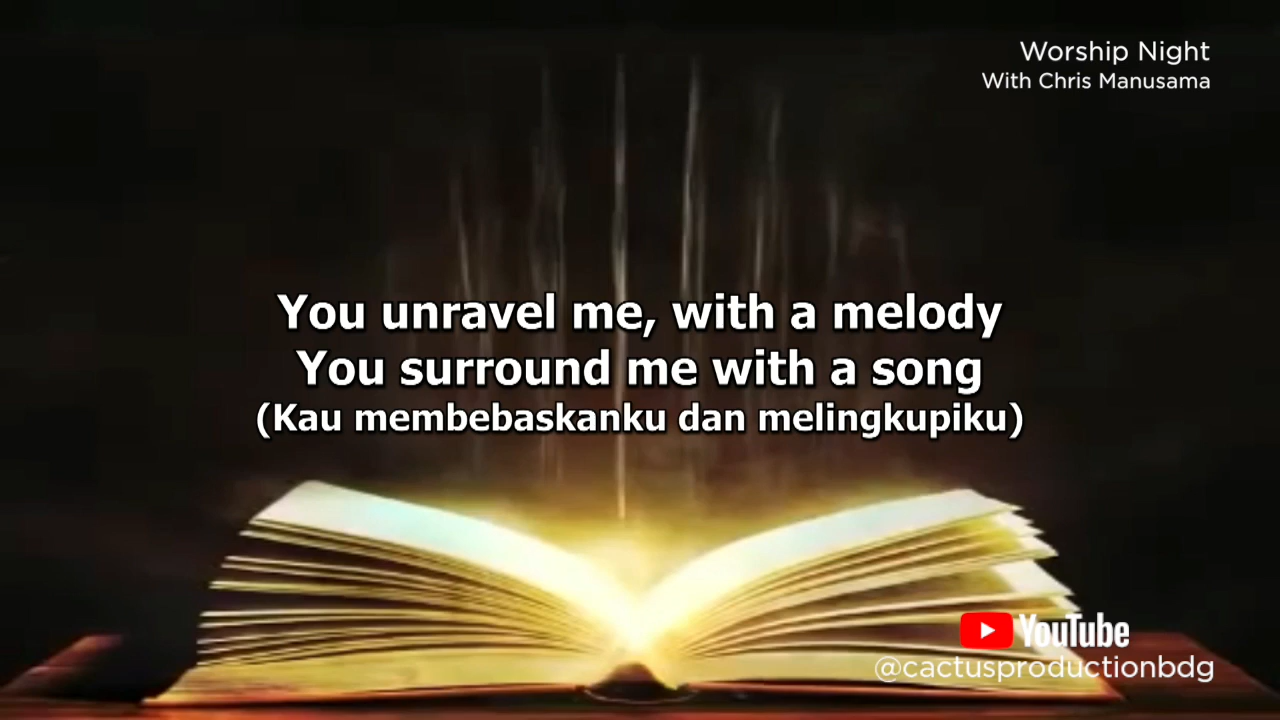 Worship Night
With Chris Manusama
You unravel me, with a melody
You surround me with a song
(Kau membebaskanku dan melingkupiku)
YouTube
@cactusproductionbdg